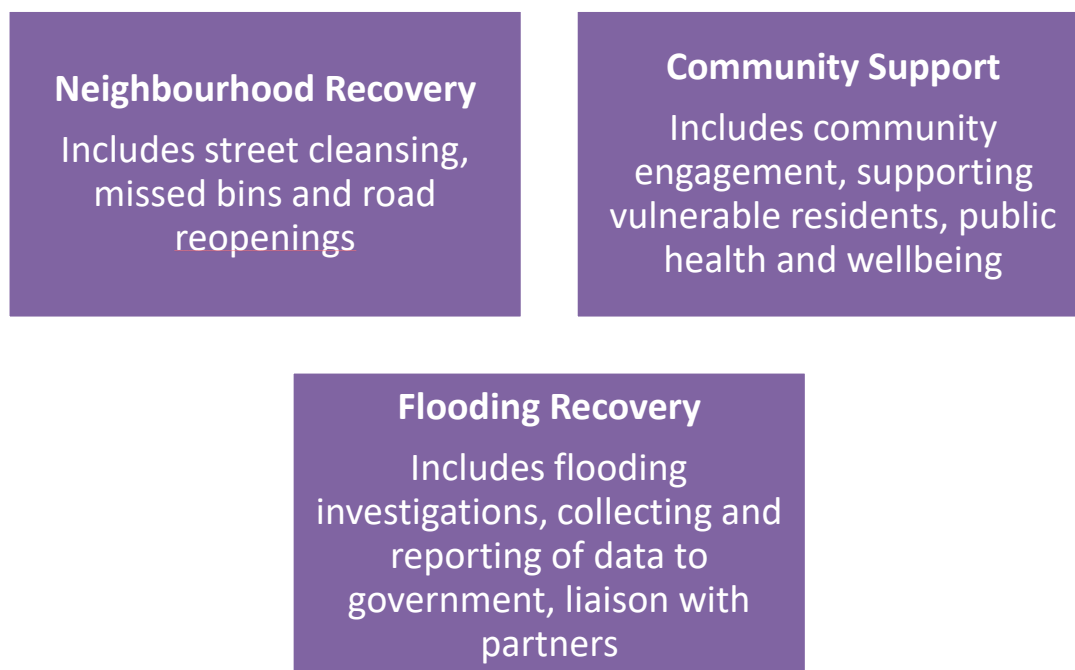 Neighbourhood Recovery
Includes street cleansing,
missed bins and road
reopenings
Community Support
Includes community
engagement, supporting
vulnerable residents, public
health and wellbeing
Flooding Recovery
Includes flooding
investigations, collecting and
reporting of data to
government, liaison with
partners